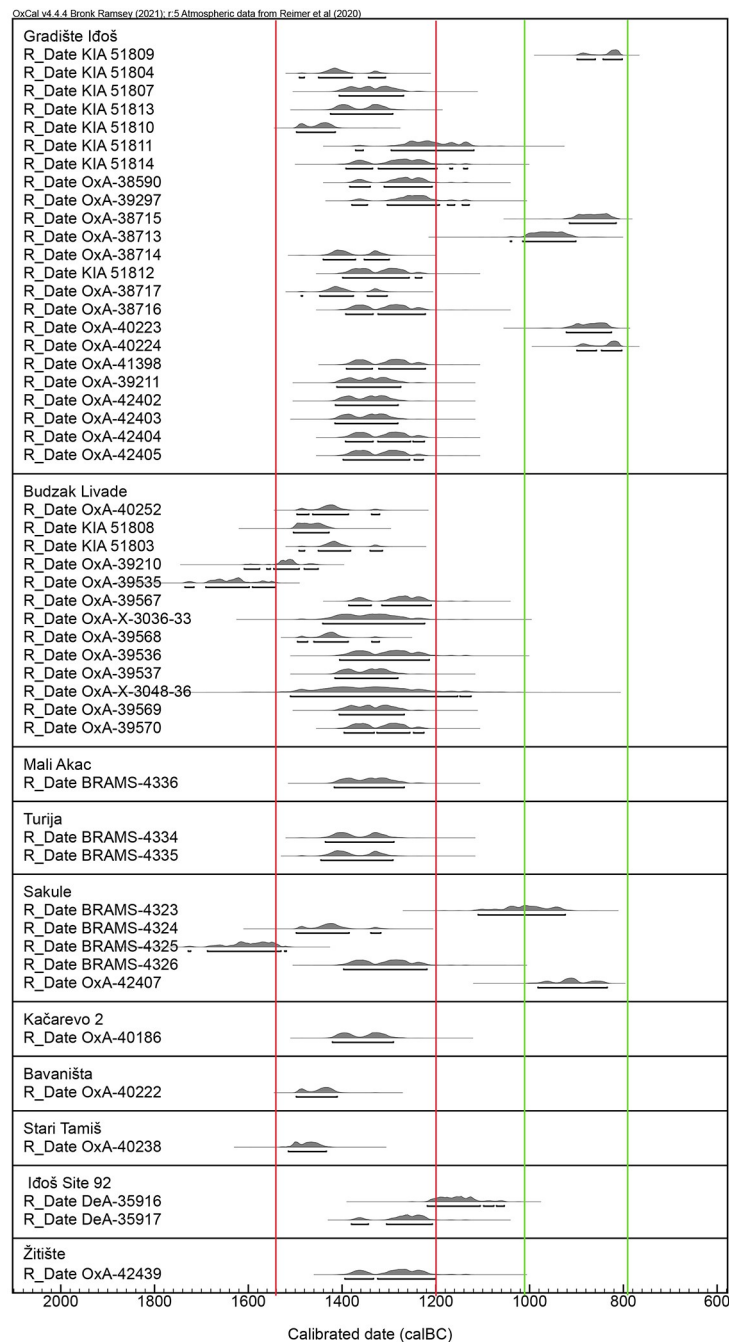 OxCal v4.4.4 Bronk Ramsey (2021); r:5 Atmospheric data from Reimer et al (2020)
Gradište Iđoš
R_Date KIA 51809
R_Date KIA 51804
R_Date KIA 51807
R_Date KIA 51813
R_Date KIA 51810
R_Date KIA 51811
R_Date KIA 51814
R_Date OxA-38590
R_Date OxA-39297
R_Date OxA-38715
R_Date OxA-38713
R_Date OxA-38714
R_Date KIA 51812
R_Date OxA-38717
R_Date OxA-38716
R_Date OxA-40223
R_Date OxA-40224
R_Date OxA-41398
R_Date OxA-39211
R_Date OxA-42402
R_Date OxA-42403
R_Date OxA-42404
R_Date OxA-42405
Budzak Livade
R_Date OxA-40252
R_Date KIA 51808
R_Date KIA 51803
R_Date OxA-39210
R_Date OxA-39535
R_Date OxA-39567
R_Date OxA-X-3036-33
R_Date OxA-39568
R_Date OxA-39536
R_Date OxA-39537
R_Date OxA-X-3048-36
R_Date OxA-39569
R_Date OxA-39570
Mali Akac
R_Date BRAMS-4336
Turija
R_Date BRAMS-4334
R_Date BRAMS-4335
Sakule
R_Date BRAMS-4323
R_Date BRAMS-4324
R_Date BRAMS-4325
R_Date BRAMS-4326
R_Date OxA-42407
Kačarevo 2
R_Date OxA-40186
Bavaništa
R_Date OxA-40222
Stari Tamiš
R_Date OxA-40238
Iđoš Site 92
R_Date DeA-35916
R_Date DeA-35917
Žitište
R_Date OxA-42439
2000 1800 1600 1400 1200 1000 800 600
Calibrated date (calBC)